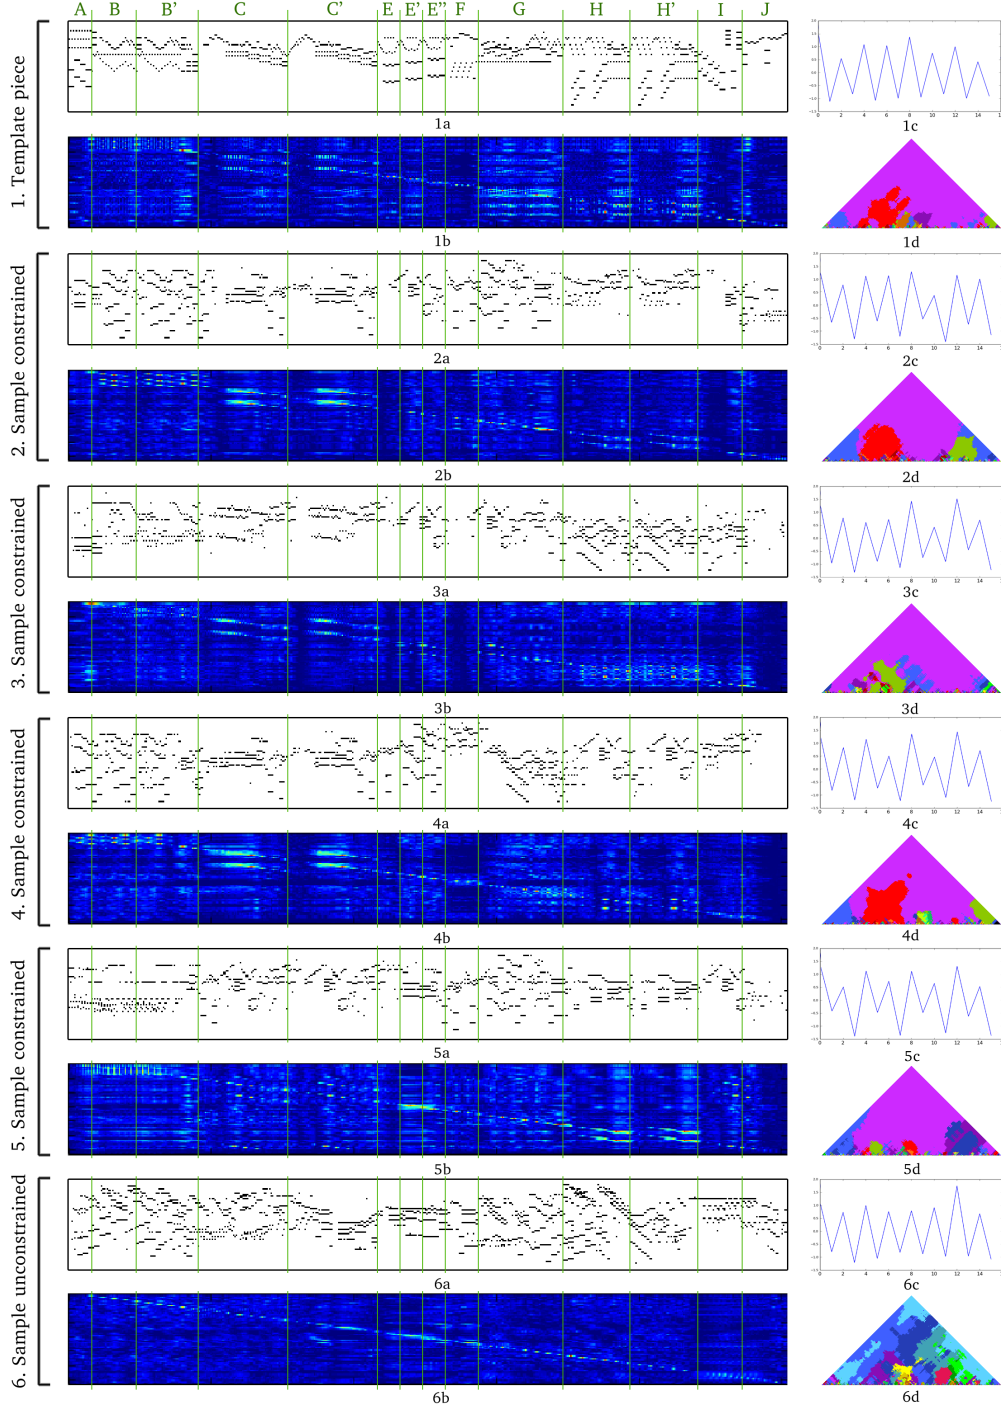 A B B' C C' E E' E'' F G H H' I J
1. Template piece
1a
1b
1c
1d
2. Sample constrained
2a
2b
2c
2d
3. Sample constrained
3a
3b
3c
3d
4. Sample constrained
4a
4b
4c
4d
5. Sample constrained
5a
5b
5c
5d
6. Sample unconstrained
6a
6b
6c
6d